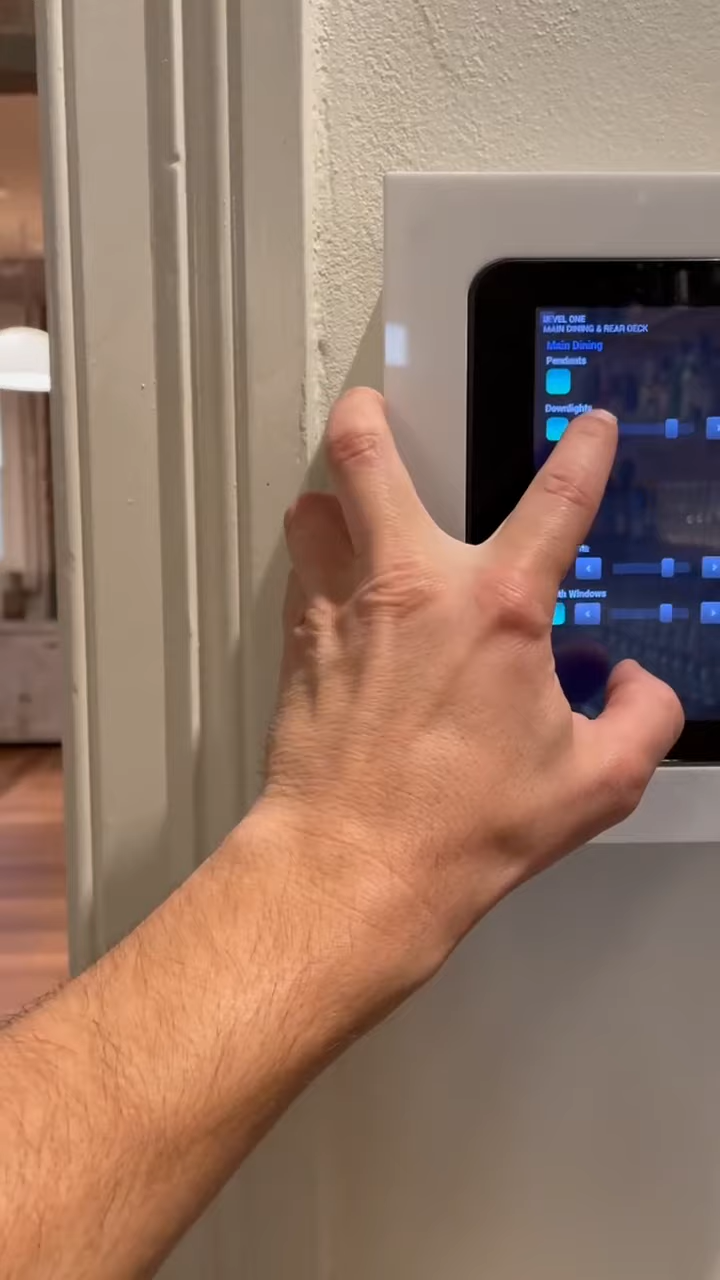 LEVEL ONE
MAIN DINING & REAR DECK
Main Dining
Pendants
Downlights
Windows